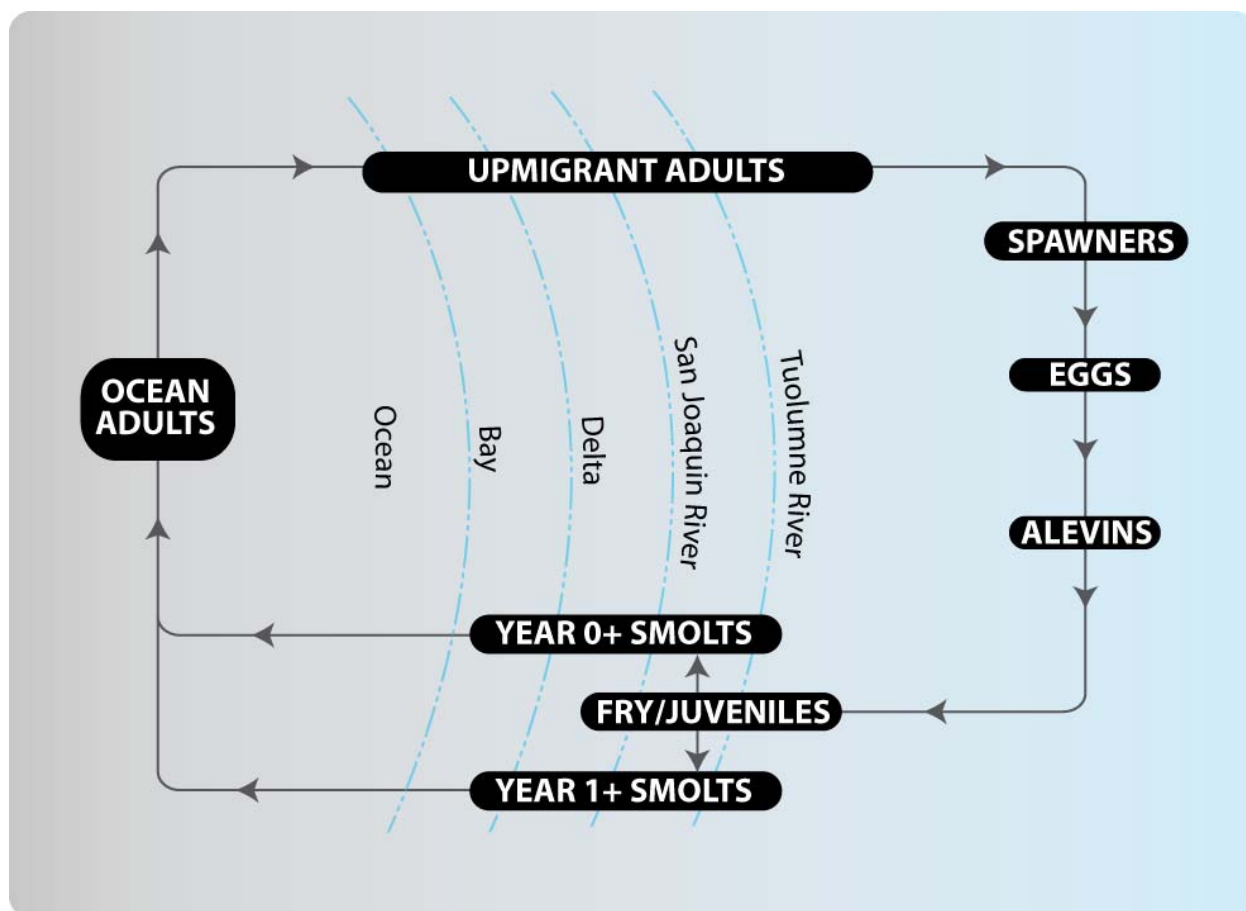 UPMIGRANT ADULTS
SPAWNERS
EGGS
ALEVINS
OCEAN
ADULTS
Ocean
Bay
Delta
San Joaquin River
Tuolumne River
YEAR 0+ SMOLTS
FRY/JUVENILES
YEAR 1+ SMOLTS